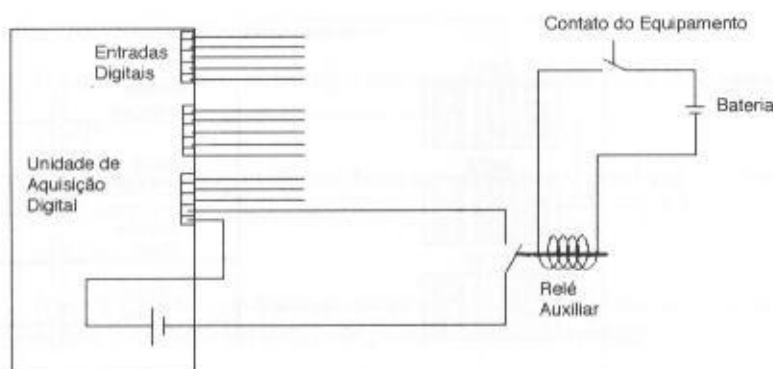 Contato do Equipamento
Entradas
Digitais
Bateria
Unidade de
Aquisição
Digital
Relé
Auxiliar